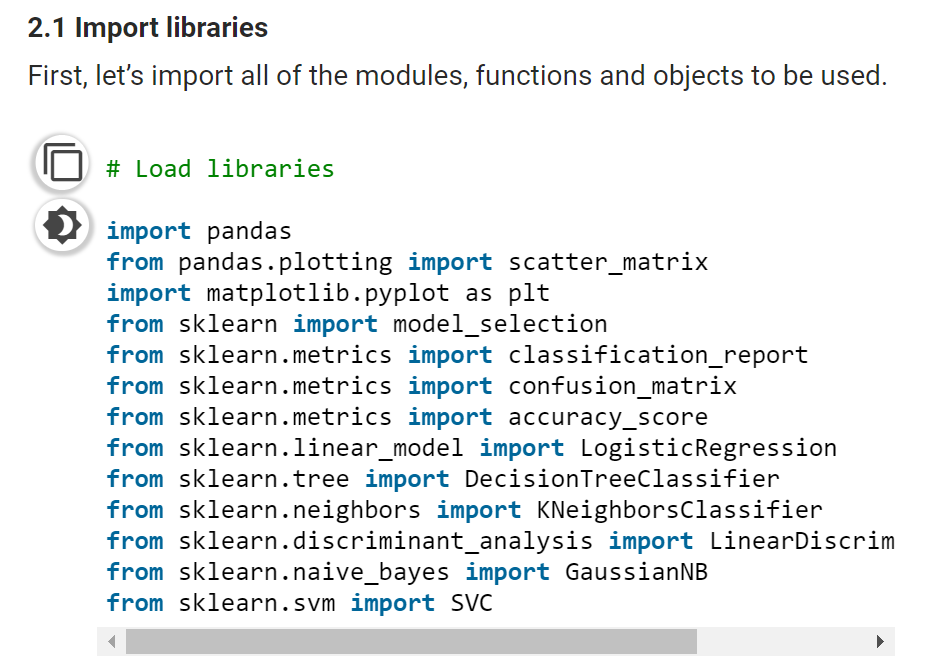 2.1 Import libraries
First, let’s import all of the modules, functions and objects to be used.
# Load libraries
import pandas
from pandas.plotting import scatter_matrix
import matplotlib.pyplot as plt
from sklearn import model_selection
from sklearn.metrics import classification_report
from sklearn.metrics import confusion_matrix
from sklearn.metrics import accuracy_score
from sklearn.linear_model import LogisticRegression
from sklearn.tree import DecisionTreeClassifier
from sklearn.neighbors import KNeighborsClassifier
from sklearn.discriminant_analysis import LinearDiscrim
from sklearn.naive_bayes import GaussianNB
from sklearn.svm import SVC